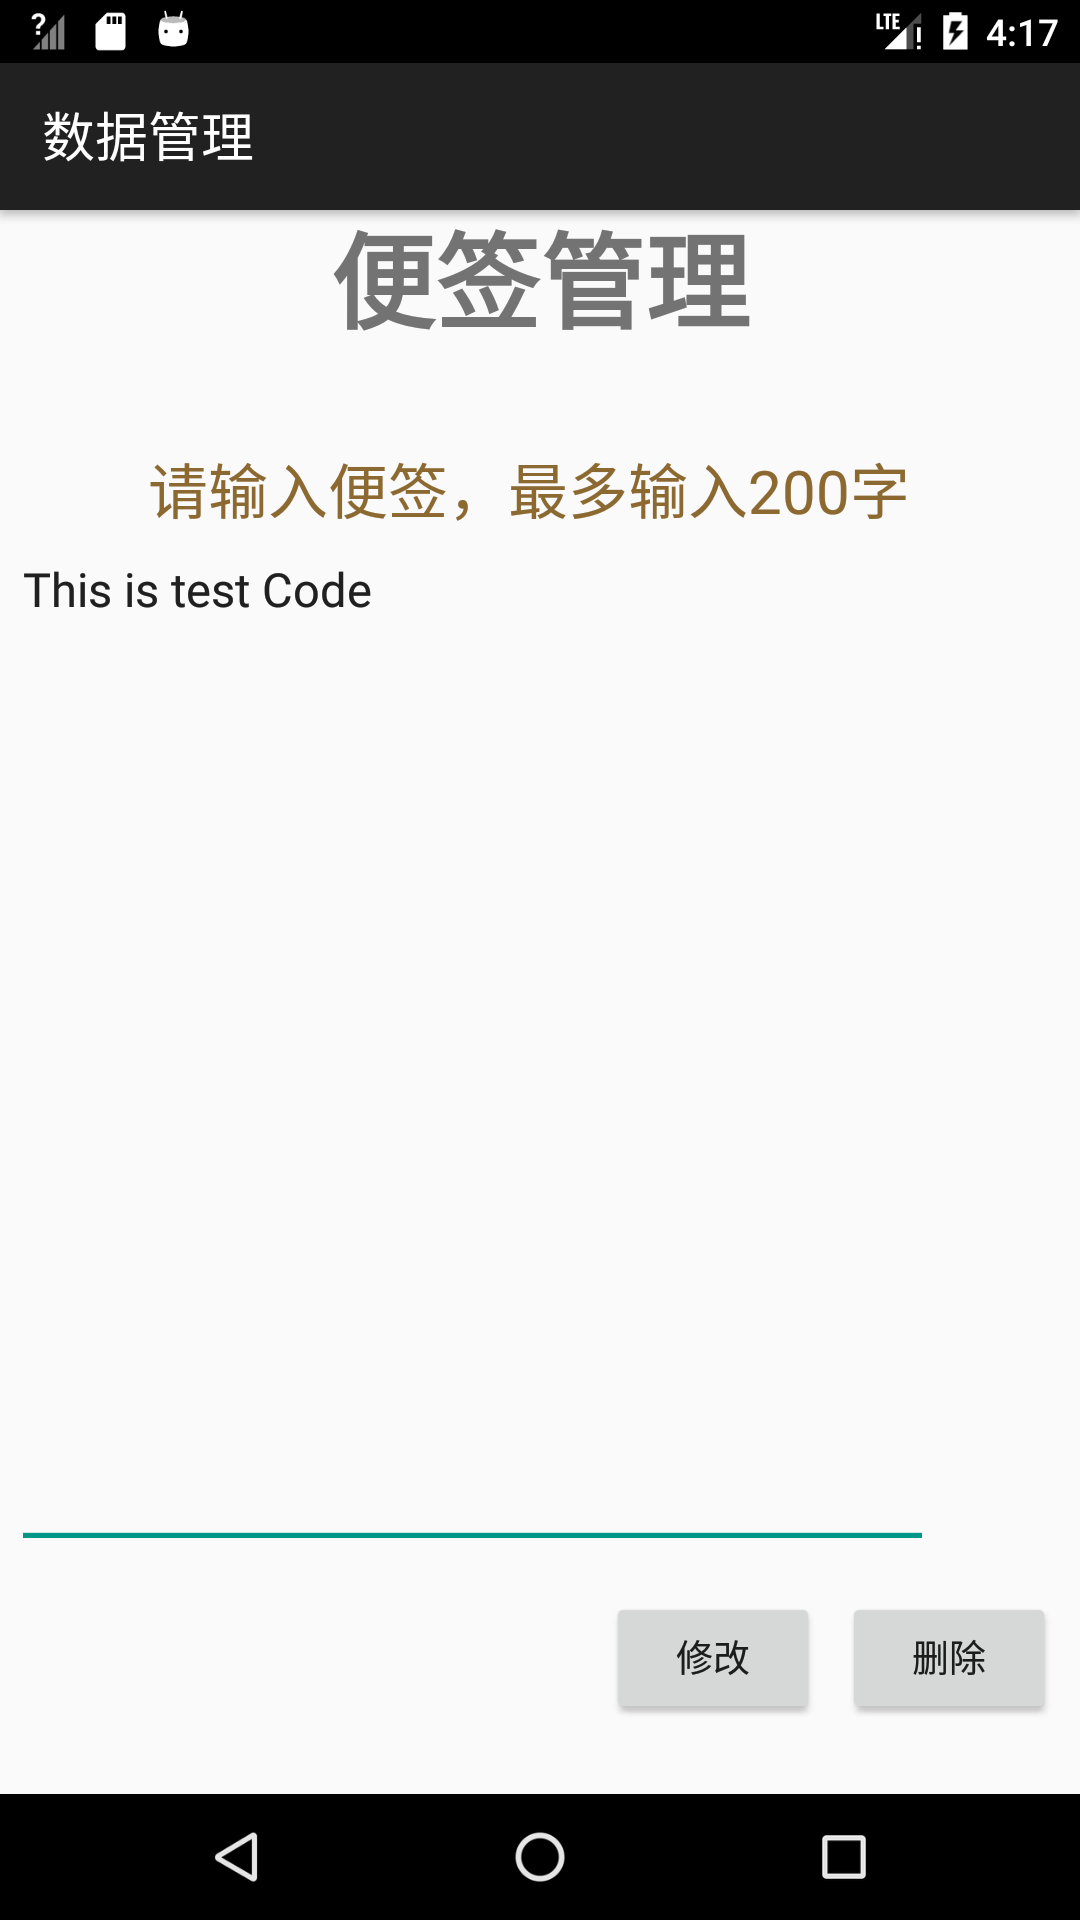 LTE 4:17
数据管理
便签管理
请输入便签，最多输入200字
This is test Code
修改 删除